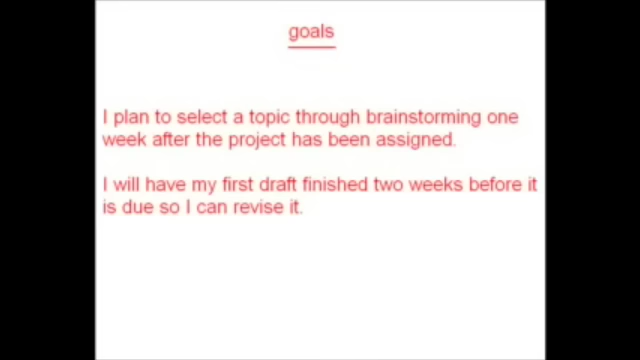 goals
I plan to select a topic through brainstorming one
week after the project has been assigned.
I will have my first draft finished two weeks before it
is due so I can revise it.